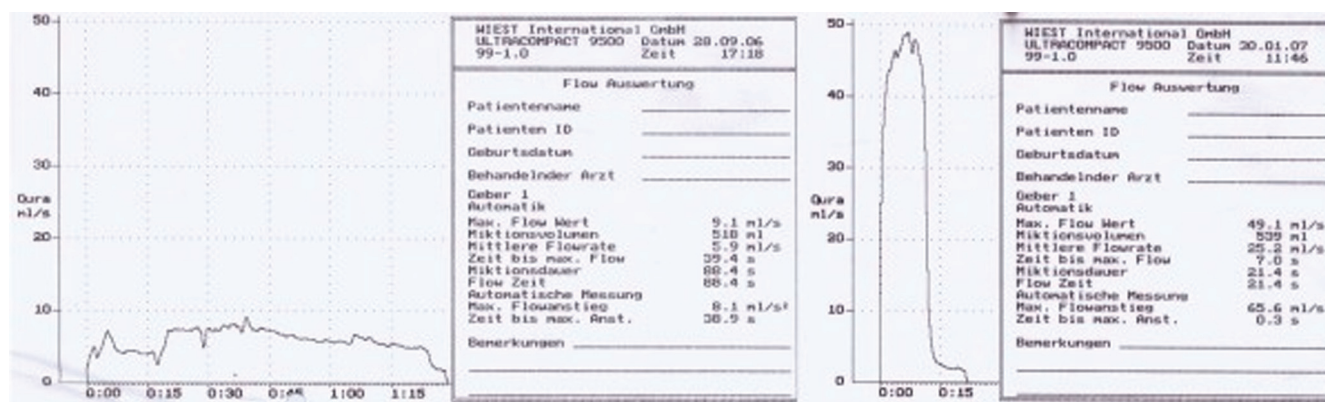 50
40
30
Qura
ml/s
20
10
0
0:00 0:15 0:30 0:45 1:00 1:15
WIEST International GmbH
ULTRACOMPACT 9500 Datum 28.09.06
99-1.0 Zeit 17:18
Flow Auswertung
Patientenname
Patienten ID
Geburtsdatum
Behandelnder Arzt
Geber 1
Automatik
Max. Flow Wert 9.1 ml/s
Miktionsvolumen 518 ml
Mittlere Flowrate 5.9 ml/s
Zeit bis max. Flow 39.4 s
Miktionsdauer 88.4 s
Flow Zeit 88.4 s
Automatische Messung
Max. Flowanstieg 8.1 ml/s²
Zeit bis max. Anst. 38.9 s
Bemerkungen
50
40
30
Qura
ml/s
20
10
0
0:00 0:15
WIEST International GmbH
ULTRACOMPACT 9500 Datum 30.01.07
99-1.0 Zeit 11:46
Flow Auswertung
Patientenname
Patienten ID
Geburtsdatum
Behandelnder Arzt
Geber 1
Automatik
Max. Flow Wert 49.1 ml/s
Miktionsvolumen 539 ml
Mittlere Flowrate 25.2 ml/s
Zeit bis max. Flow 7.0 s
Miktionsdauer 21.4 s
Flow Zeit 21.4 s
Automatische Messung
Max. Flowanstieg 65.6 ml/s
Zeit bis max. Anst. 0.3 s
Bemerkungen